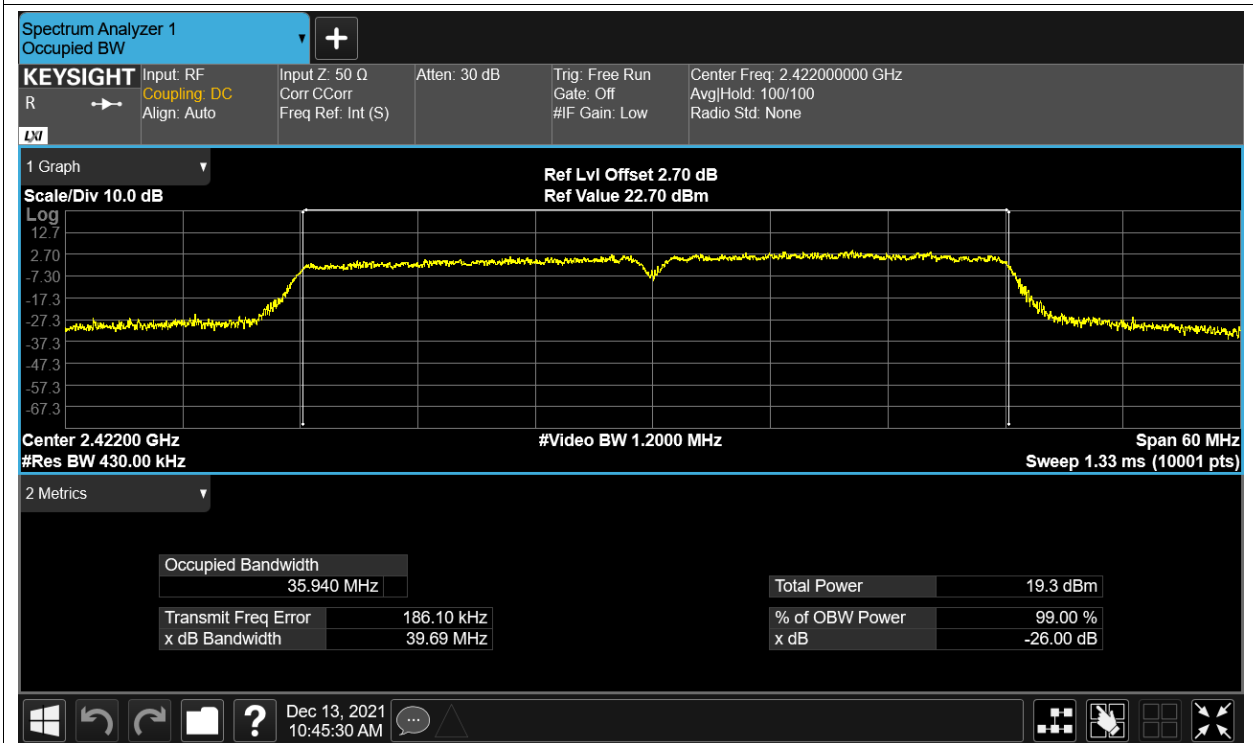 Spectrum Analyzer 1
Occupied BW
KEYSIGHT
R
LXI
Input: RF
Coupling: DC
Align: Auto
Input Z: 50 Ω
Corr CCorr
Freq Ref: Int (S)
Atten: 30 dB
Trig: Free Run
Gate: Off
#IF Gain: Low
Center Freq: 2.422000000 GHz
Avg|Hold: 100/100
Radio Std: None
1 Graph
Scale/Div 10.0 dB
Ref Lvl Offset 2.70 dB
Ref Value 22.70 dBm
Log
12.7
2.70
-7.30
-17.3
-27.3
-37.3
-47.3
-57.3
-67.3
Center 2.42200 GHz
#Video BW 1.2000 MHz
Span 60 MHz
#Res BW 430.00 kHz
Sweep 1.33 ms (10001 pts)
2 Metrics
Occupied Bandwidth
35.940 MHz
Total Power 19.3 dBm
Transmit Freq Error 186.10 kHz
% of OBW Power 99.00 %
x dB Bandwidth 39.69 MHz
x dB -26.00 dB
?
Dec 13, 2021
10:45:30 AM